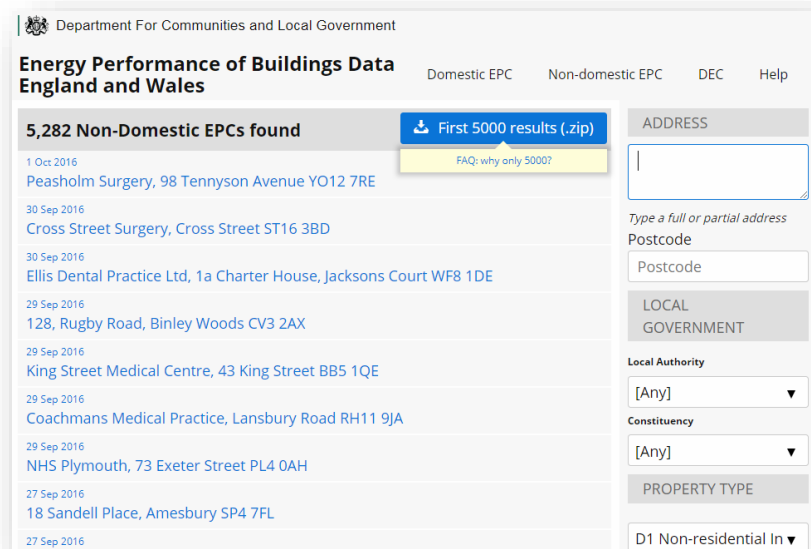 Department For Communities and Local Government
Energy Performance of Buildings Data
England and Wales
Domestic EPC
Non-domestic EPC
DEC
Help
5,282 Non-Domestic EPCs found
First 5000 results (.zip)
FAQ: why only 5000?
1 Oct 2016
Peasholm Surgery, 98 Tennyson Avenue YO12 7RE
30 Sep 2016
Cross Street Surgery, Cross Street ST16 3BD
30 Sep 2016
Ellis Dental Practice Ltd, 1a Charter House, Jacksons Court WF8 1DE
29 Sep 2016
128, Rugby Road, Binley Woods CV3 2AX
29 Sep 2016
King Street Medical Centre, 43 King Street BB5 1QE
29 Sep 2016
Coachmans Medical Practice, Lansbury Road RH11 9JA
29 Sep 2016
NHS Plymouth, 73 Exeter Street PL4 0AH
27 Sep 2016
18 Sandell Place, Amesbury SP4 7FL
27 Sep 2016
ADDRESS
Type a full or partial address
Postcode
Postcode
LOCAL
GOVERNMENT
Local Authority
[Any]
Constituency
[Any]
PROPERTY TYPE
D1 Non-residential In